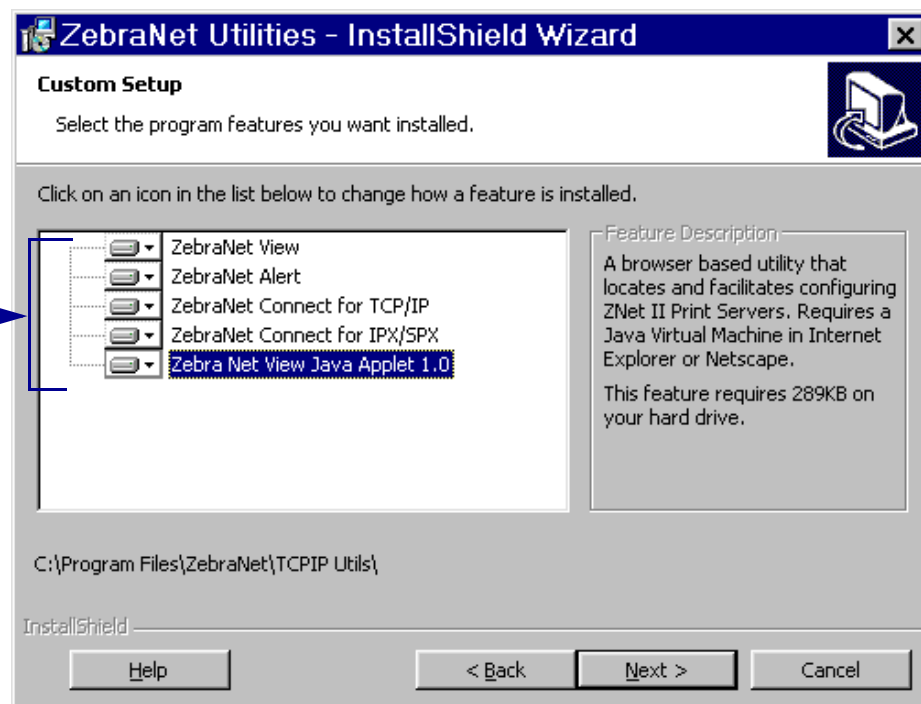 ZebraNet Utilities - InstallShield Wizard
Custom Setup
Select the program features you want installed.
Click on an icon in the list below to change how a feature is installed.
ZebraNet View
ZebraNet Alert
ZebraNet Connect for TCP/IP
ZebraNet Connect for IPX/SPX
Zebra Net View Java Applet 1.0
Feature Description
A browser based utility that
locates and facilitates configuring
ZNet II Print Servers. Requires a
Java Virtual Machine in Internet
Explorer or Netscape.
This feature requires 289KB on
your hard drive.
C:\Program Files\ZebraNet\TCPIP Utils\
InstallShield
Help
< Back
Next >
Cancel